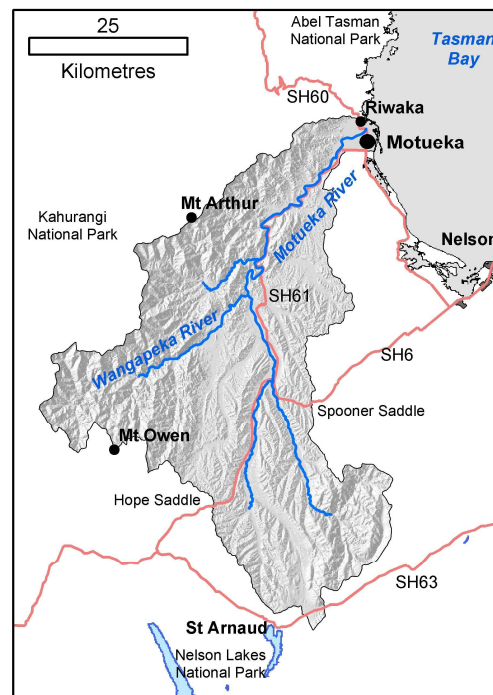 25
Kilometres
Abel Tasman
National Park
Tasman
Bay
SH60
Riwaka
Motueka
Mt Arthur
Kahurangi
National Park
Motueka River
Nelson
SH61
Wangapeka River
SH6
Spooner Saddle
Mt Owen
Hope Saddle
SH63
St Arnaud
Nelson Lakes
National Park